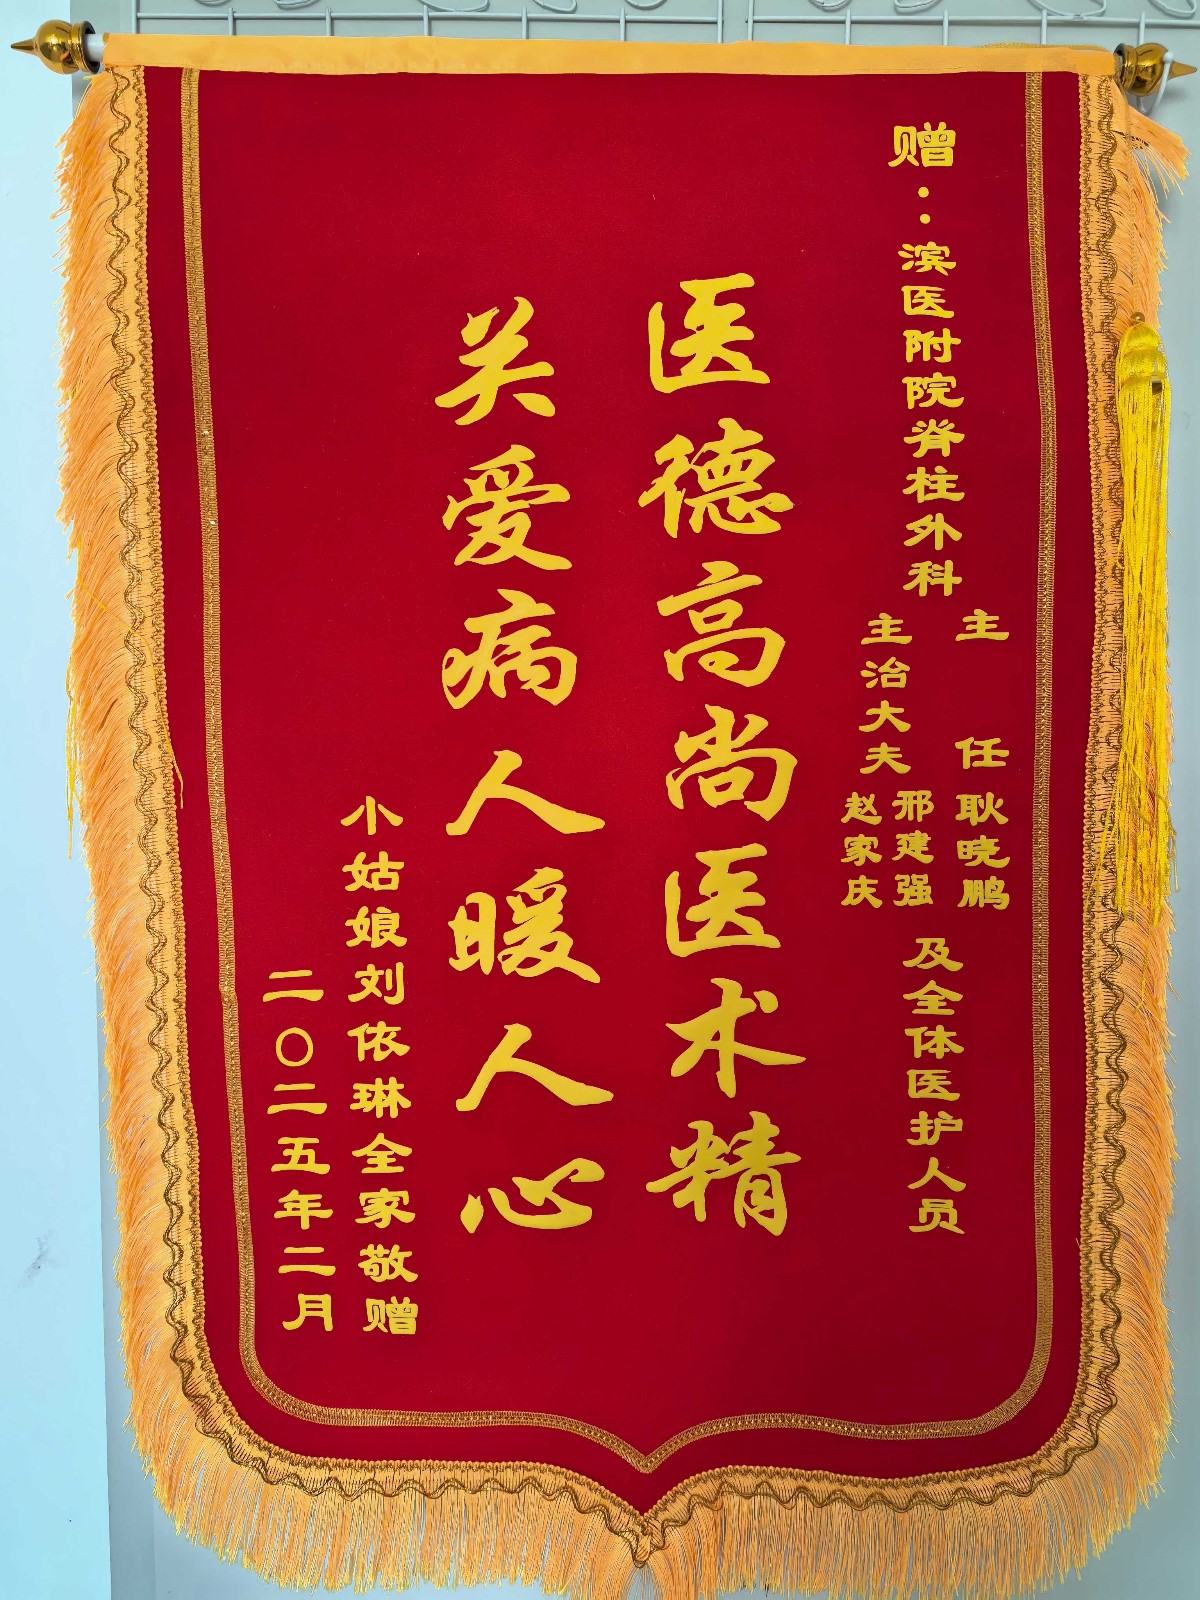 赠：滨医附院脊柱外科
主任 耿晓鹏
主治大夫 邢建强
赵家庆
及全体医护人员
医德高尚医术精
关爱病人暖人心
小姑娘刘依琳全家敬赠
二〇二五年二月